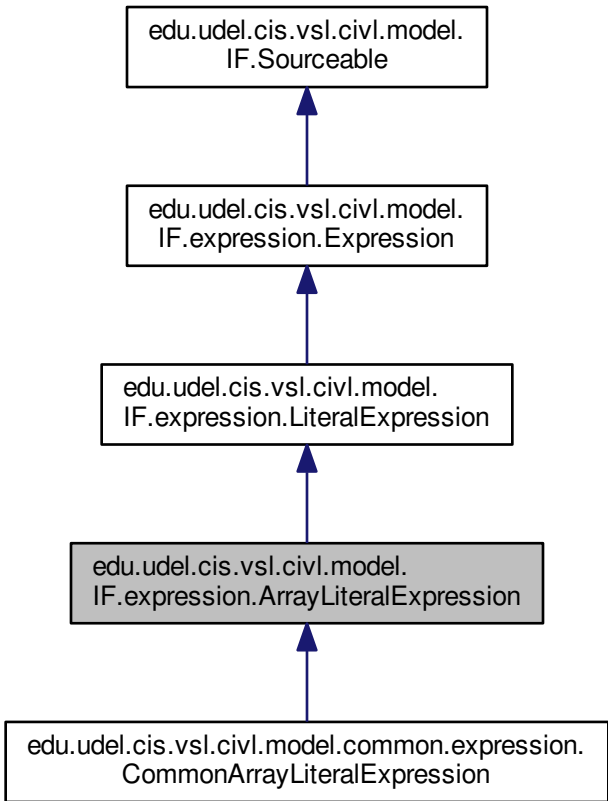 edu.udel.cis.vsl.civl.model.
IF.Sourceable
edu.udel.cis.vsl.civl.model.
IF.expression.Expression
edu.udel.cis.vsl.civl.model.
IF.expression.LiteralExpression
edu.udel.cis.vsl.civl.model.
IF.expression.ArrayLiteralExpression
edu.udel.cis.vsl.civl.model.common.expression.
CommonArrayLiteralExpression